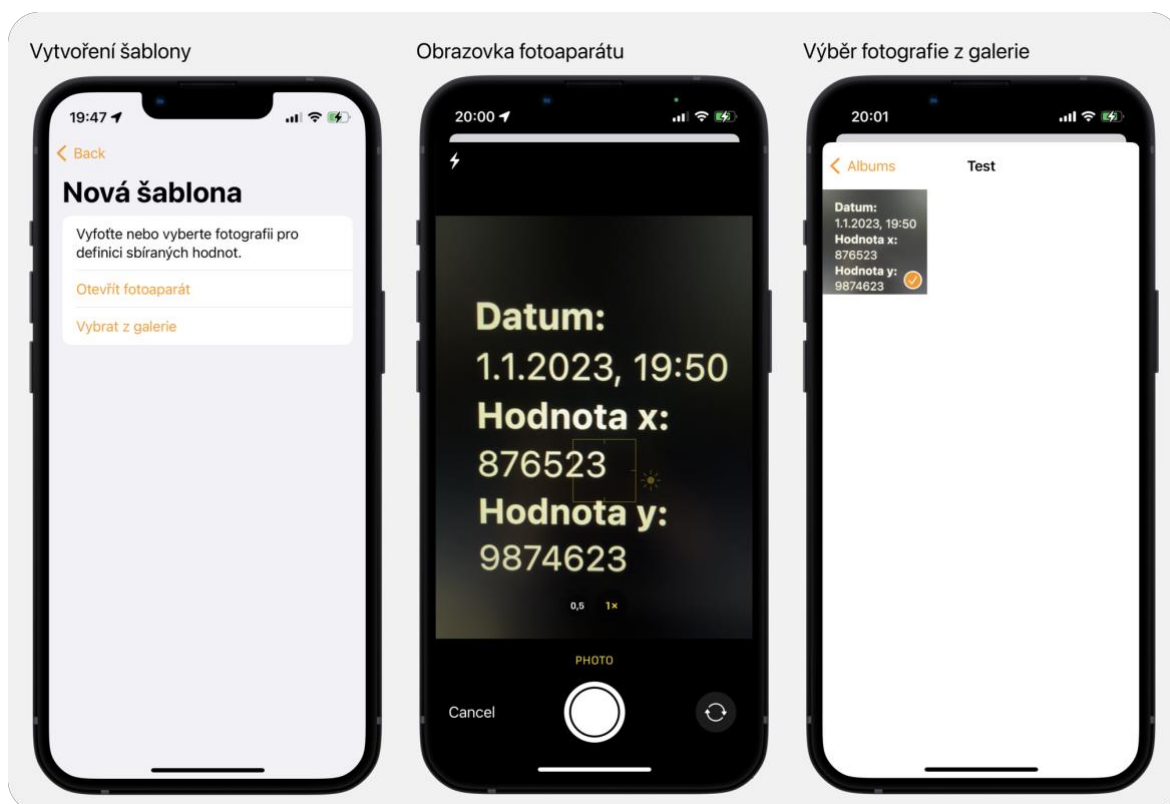 Vytvoření šablony
19:47
Back
Nová šablona
Vyfoťte nebo vyberte fotografii pro
definici sbíraných hodnot.
Otevřít fotoaparát
Vybrat z galerie
Obrazovka fotoaparátu
20:00
Datum:
1.1.2023, 19:50
Hodnota x:
876523
Hodnota y:
9874623
0,5 1×
PHOTO
Cancel
Výběr fotografie z galerie
20:01
Albums Test
Datum:
1.1.2023, 19:50
Hodnota x:
876523
Hodnota y:
9874623